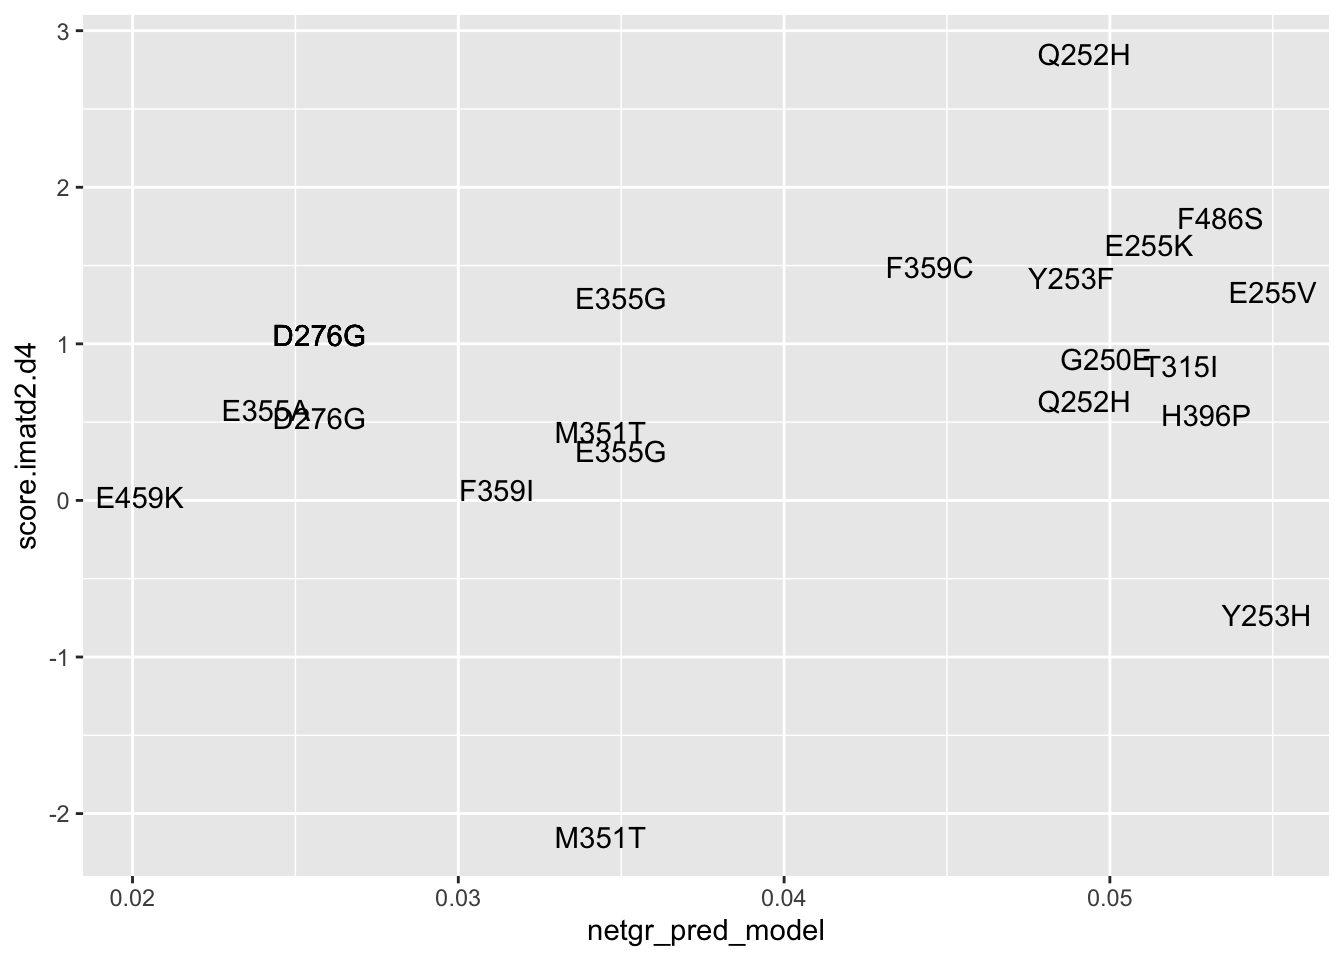 3
Q252H
2
F486S
E255K
F359C
Y253F
E255V
E355G
D276G
1
G250E
T315I
E355A
Q252H
D276G
H396P
M351T
E355G
F359I
0
E459K
Y253H
-1
-2
M351T
0.02
0.03
0.04
0.05
netgr_pred_model
score.imatd2.d4